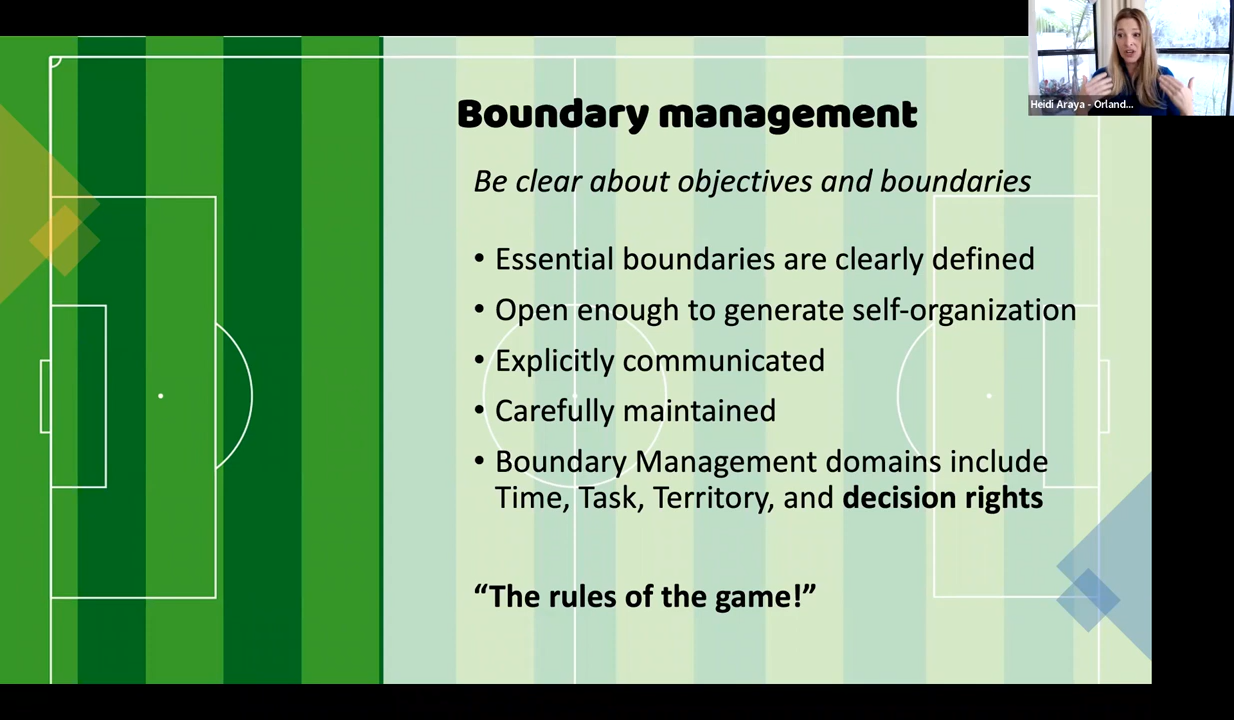 Heidi Araya - Orland...
Boundary management
Be clear about objectives and boundaries
• Essential boundaries are clearly defined
• Open enough to generate self-organization
• Explicitly communicated
• Carefully maintained
• Boundary Management domains include
Time, Task, Territory, and decision rights
“The rules of the game!”